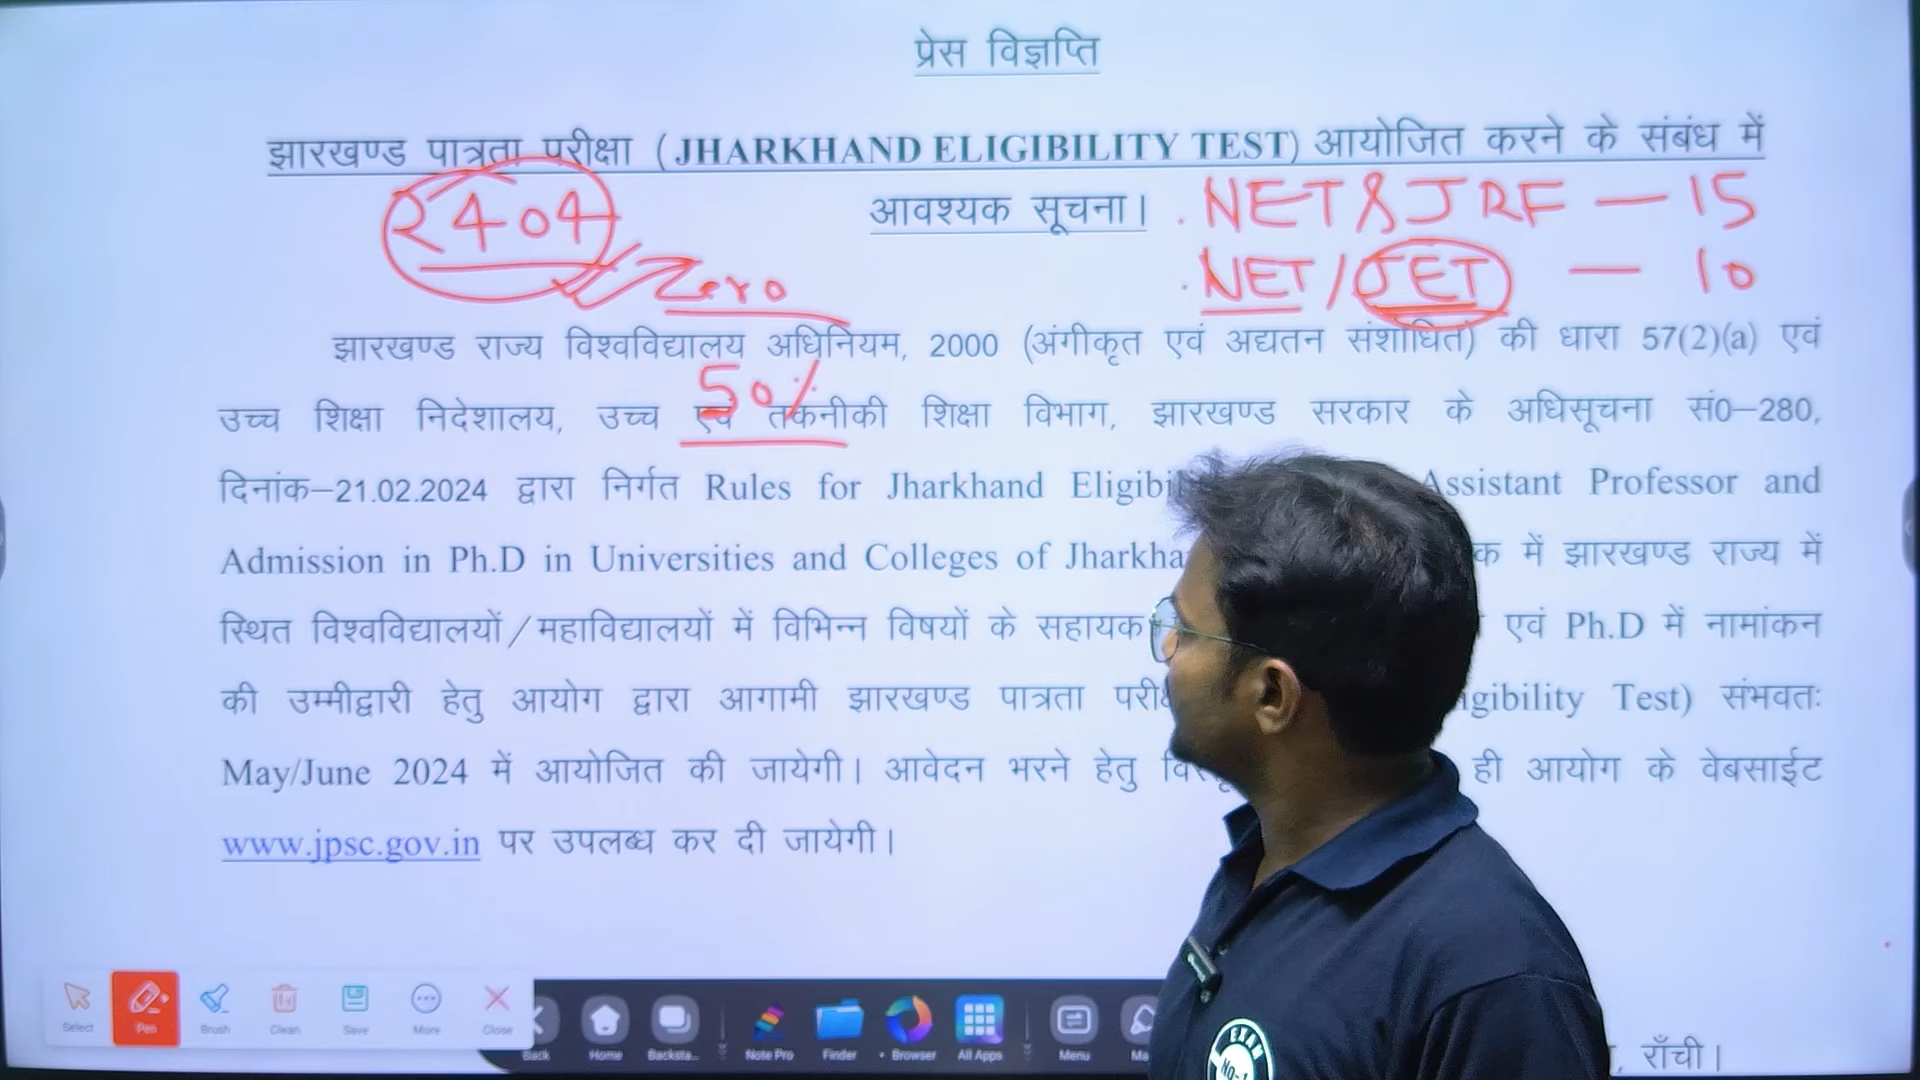 प्रेस विज्ञप्ति
झारखण्ड पात्रता परीक्षा (JHARKHAND ELIGIBILITY TEST) आयोजित करने के संबंध में
आवश्यक सूचना।
2404
Zero
. NET & JRF — 15
. NET / JET — 10
झारखण्ड राज्य विश्वविद्यालय अधिनियम, 2000 (अंगीकृत एवं अद्यतन संशोधित) की धारा 57(2)(a) एवं
50%
उच्च शिक्षा निदेशालय, उच्च एवं तकनीकी शिक्षा विभाग, झारखण्ड सरकार के अधिसूचना सं0–280,
दिनांक–21.02.2024 द्वारा निर्गत Rules for Jharkhand Assistant Professor and
Admission in Ph.D in Universities and Colleges of में झारखण्ड राज्य में
स्थित विश्वविद्यालयों/महाविद्यालयों में विभिन्न विषयों के सहायक एवं Ph.D में नामांकन
की उम्मीद्वारी हेतु आयोग द्वारा आगामी झारखण्ड पात्रता Test) संभवतः
May/June 2024 में आयोजित की जायेगी। आवेदन भरने हेतु ही आयोग के वेबसाईट
www.jpsc.gov.in पर उपलब्ध कर दी जायेगी।
, राँची।
Select Pen Brush Clean Save More Close
Back Home Backsta... Note Pro Finder Browser All Apps Menu
EXAM
NO-1